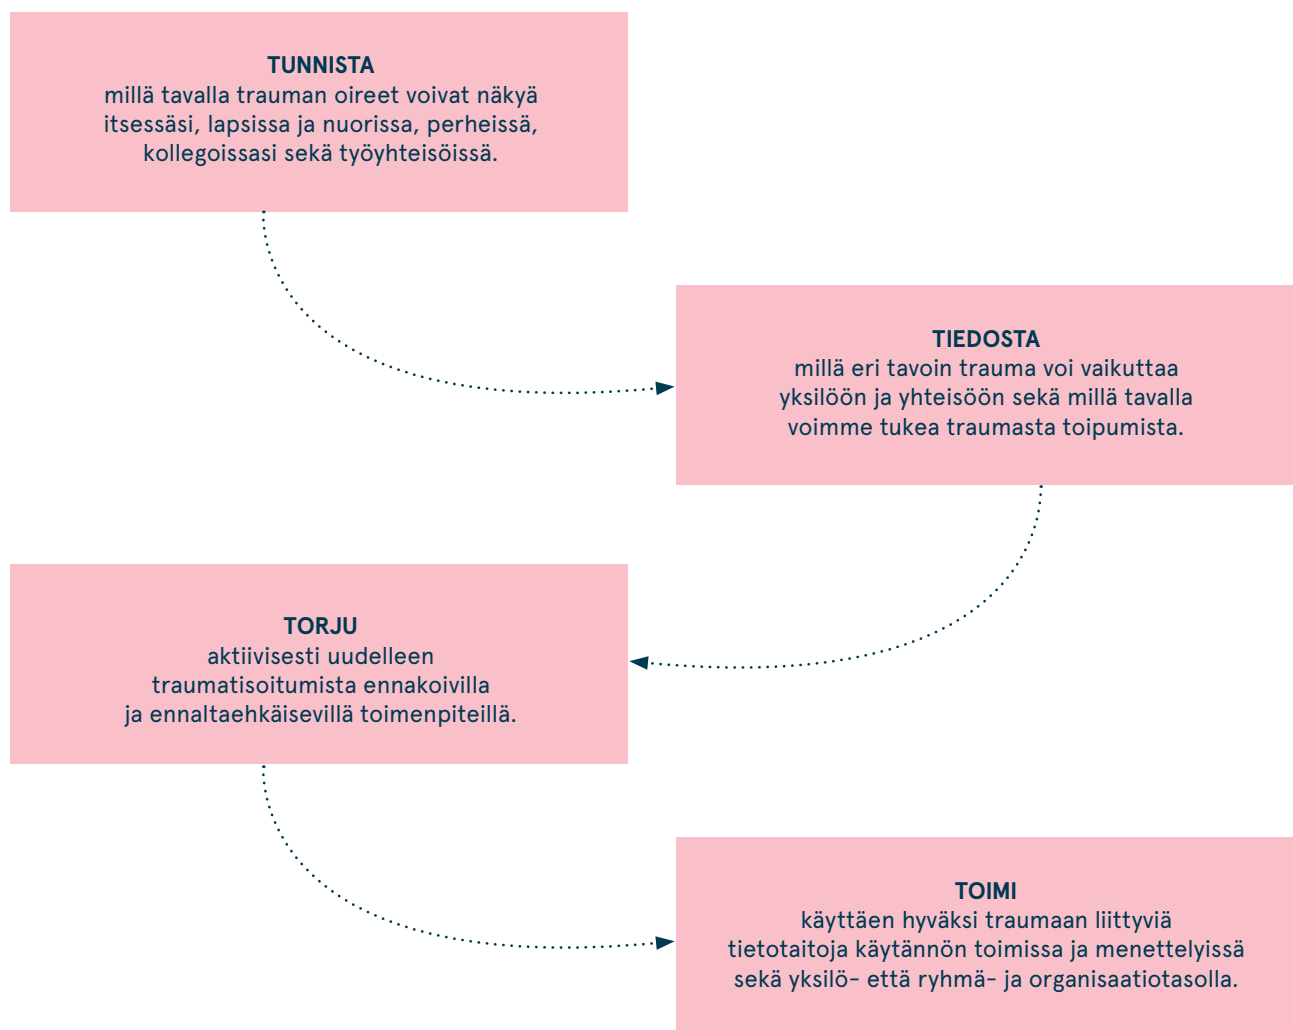 TUNNISTA
millä tavalla trauman oireet voivat näkyä
itsessäsi, lapsissa ja nuorissa, perheissä,
kollegoissasi sekä työyhteisöissä.
TIEDOSTA
millä eri tavoin trauma voi vaikuttaa
yksilöön ja yhteisöön sekä millä tavalla
voimme tukea traumasta toipumista.
TORJU
aktiivisesti uudelleen
traumatisoitumista ennakoivilla
ja ennaltaehkäisevillä toimenpiteillä.
TOIMI
käyttäen hyväksi traumaan liittyviä
tietotaitoja käytännön toimissa ja menettelyissä
sekä yksilö- että ryhmä- ja organisaatiotasolla.